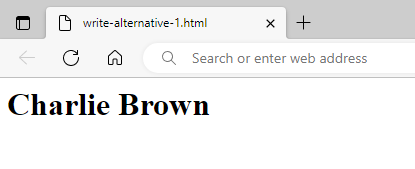 write-alternative-1.html
Search or enter web address
Charlie Brown